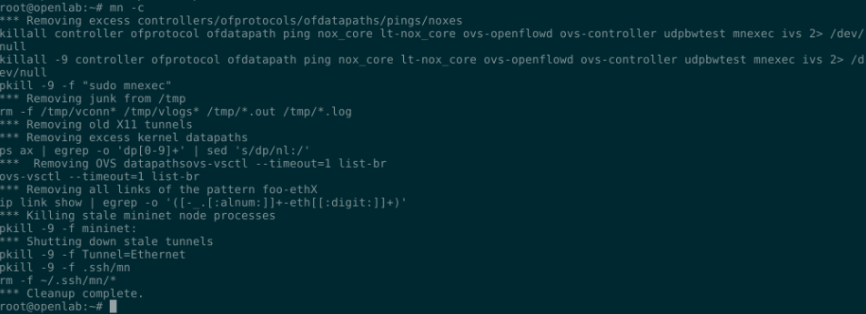 root@openlab:~# mn -c
*** Removing excess controllers/ofprotocols/ofdatapaths/pings/noxes
killall controller ofprotocol ofdatapath ping nox_core lt-nox_core ovs-openflowd ovs-controller udpbwtest mnexec ivs 2> /dev/
null
killall -9 controller ofprotocol ofdatapath ping nox_core lt-nox_core ovs-openflowd ovs-controller udpbwtest mnexec ivs 2> /d
ev/null
pkill -9 -f "sudo mnexec"
*** Removing junk from /tmp
rm -f /tmp/vconn* /tmp/vlogs* /tmp/*.out /tmp/*.log
*** Removing old X11 tunnels
*** Removing excess kernel datapaths
ps ax | egrep -o 'dp[0-9]+' | sed 's/dp/nl:/'
***  Removing OVS datapathsovs-vsctl --timeout=1 list-br
ovs-vsctl --timeout=1 list-br
*** Removing all links of the pattern foo-ethX
ip link show | egrep -o '([-_.[:alnum:]]+-eth[[:digit:]]+)'
*** Killing stale mininet node processes
pkill -9 -f mininet:
*** Shutting down stale tunnels
pkill -9 -f Tunnel=Ethernet
pkill -9 -f .ssh/mn
rm -f ~/.ssh/mn/*
*** Cleanup complete.
root@openlab:~#